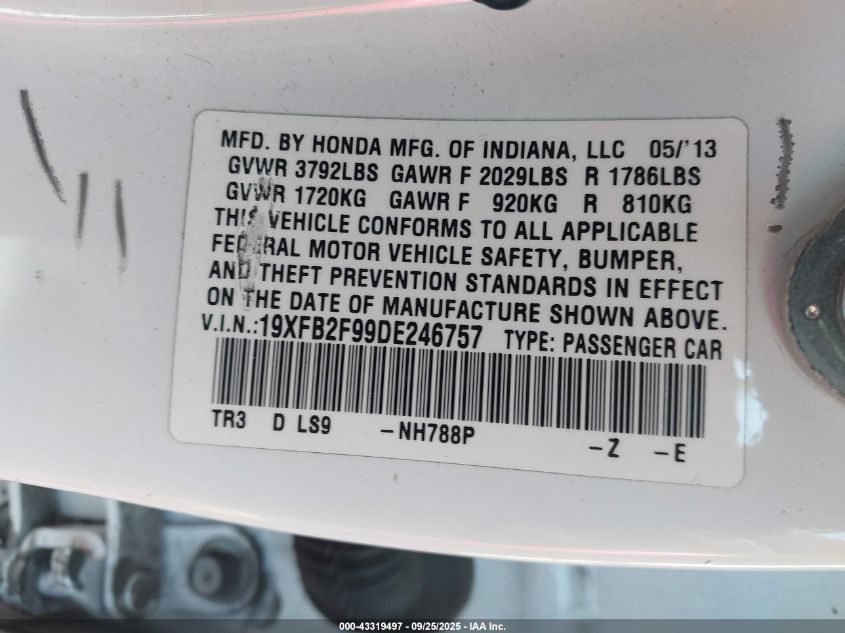 MFD. BY HONDA MFG. OF INDIANA, LLC 05/'13
GVWR 3792LBS GAWR F 2029LBS R 1786LBS
GVWR 1720KG GAWR F 920KG R 810KG
THIS VEHICLE CONFORMS TO ALL APPLICABLE
FEDERAL MOTOR VEHICLE SAFETY, BUMPER,
AND THEFT PREVENTION STANDARDS IN EFFECT
ON THE DATE OF MANUFACTURE SHOWN ABOVE.
V.I.N.:19XFB2F99DE246757 TYPE: PASSENGER CAR
TR3 D LS9 -NH788P -Z -E
000-43319497 - 09/25/2025 - IAA Inc.